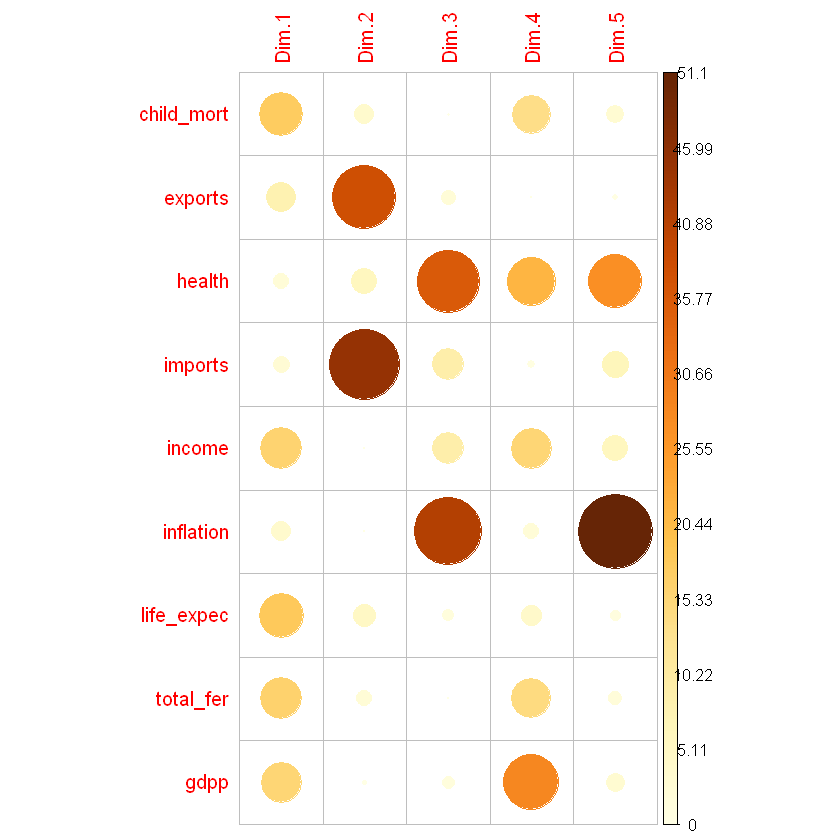 Dim.1 Dim.2 Dim.3 Dim.4 Dim.5
child_mort
exports
health
imports
income
inflation
life_expec
total_fer
gdpp
51.1
45.99
40.88
35.77
30.66
25.55
20.44
15.33
10.22
5.11
0